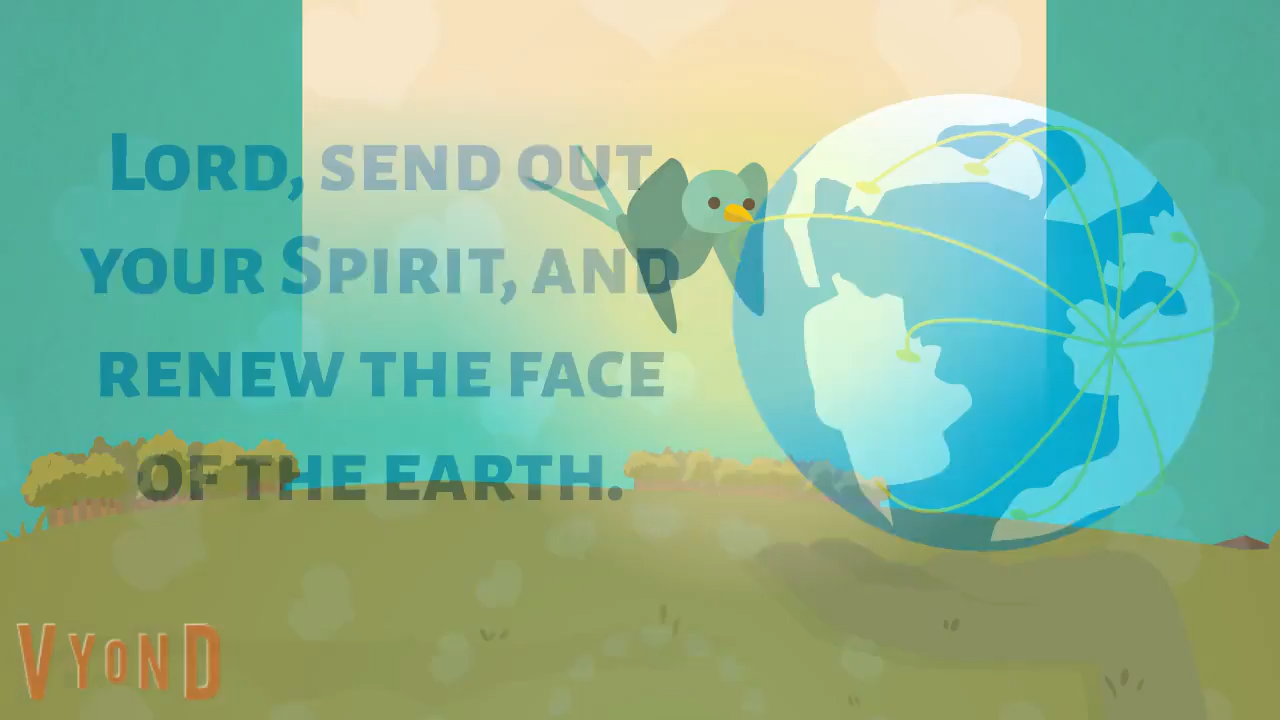 Lord, send out
your Spirit, and
renew the face
of the earth.
VYOND